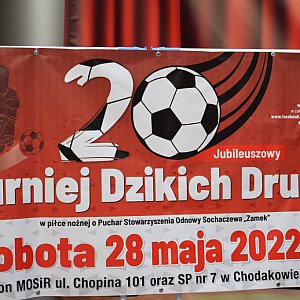 20
Jubileuszowy
urniej Dzikich Dru
w piłce nożnej o Puchar Stowarzyszenia Odnowy Sochaczewa „Zamek”
obota 28 maja 2022
on MOSiR ul. Chopina 101 oraz SP nr 7 w Chodakowie